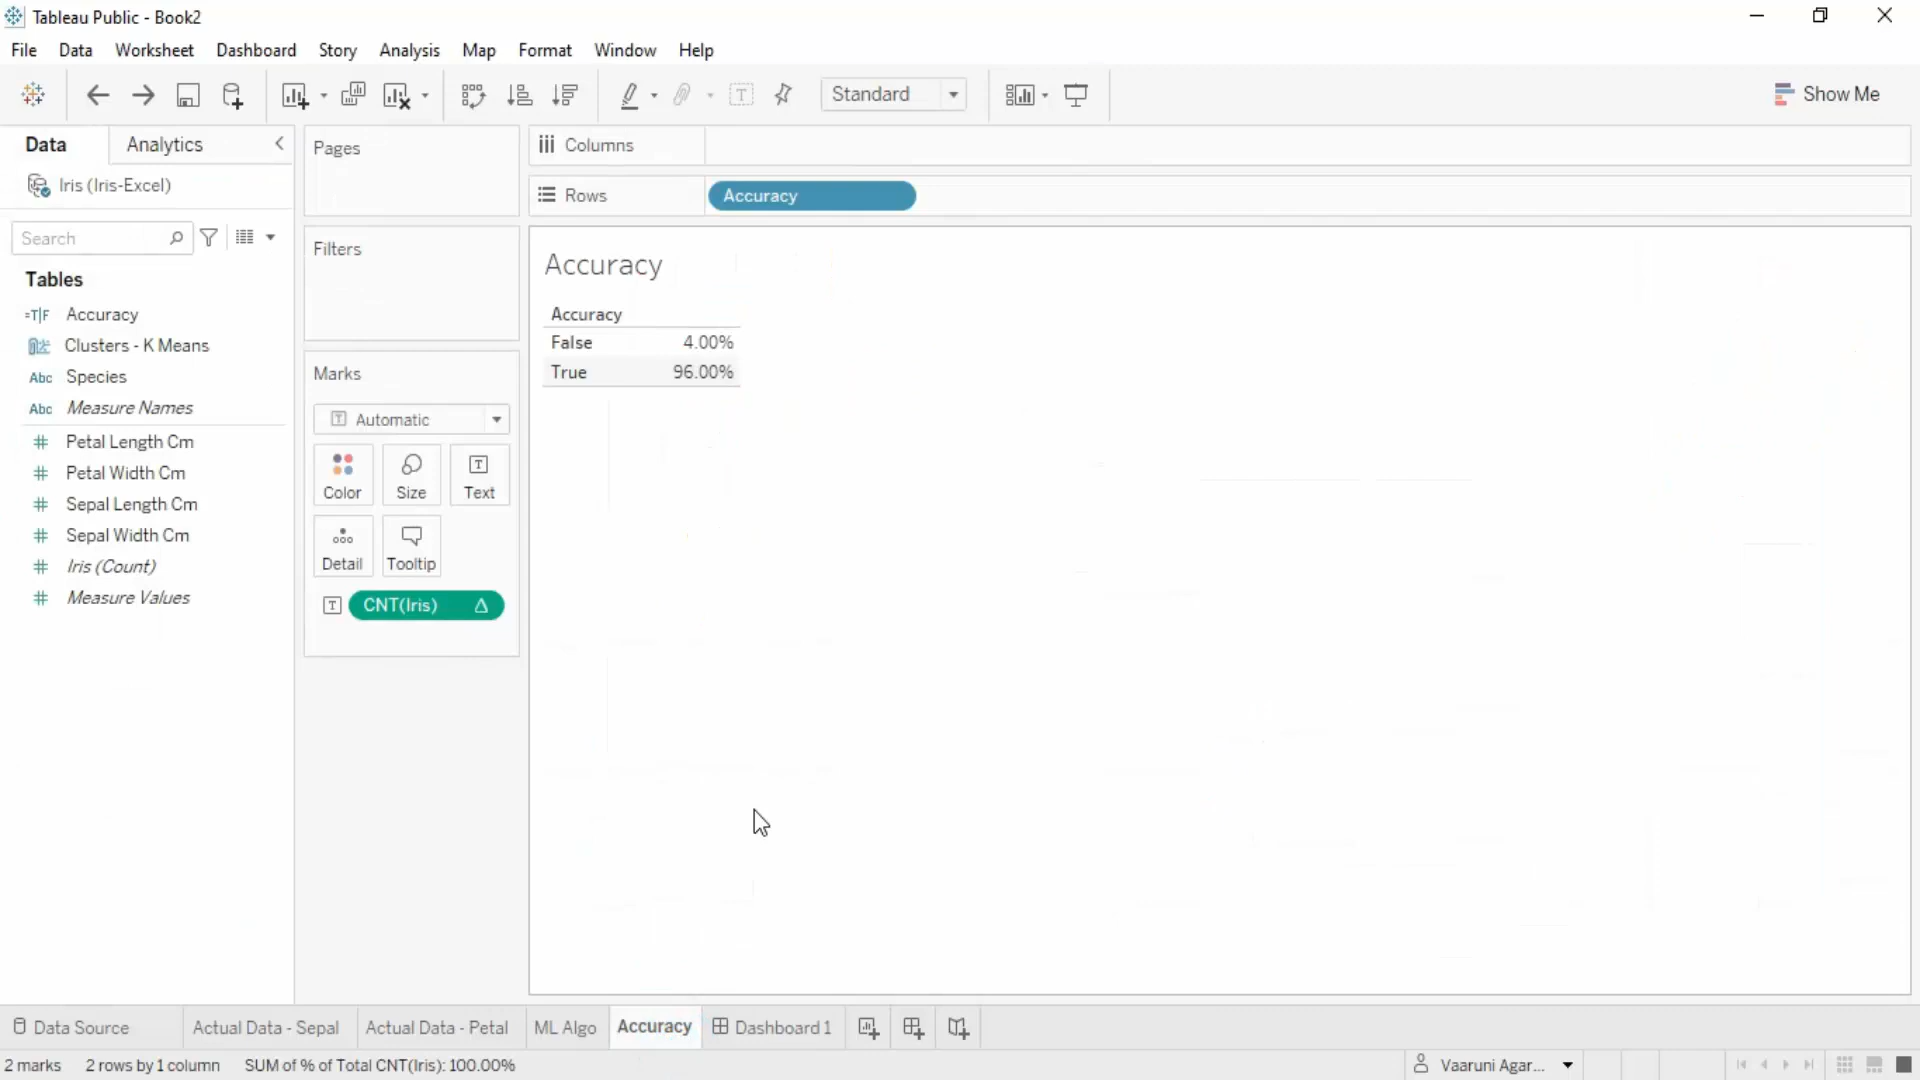 Tableau Public - Book2
File Data Worksheet Dashboard Story Analysis Map Format Window Help
Standard
Show Me
Data Analytics
Iris (Iris-Excel)
Search
Tables
=T|F Accuracy
Clusters - K Means
Abc Species
Abc Measure Names
# Petal Length Cm
# Petal Width Cm
# Sepal Length Cm
# Sepal Width Cm
# Iris (Count)
# Measure Values
Pages
Filters
Marks
T Automatic
Color Size T Text
Detail Tooltip
T CNT(Iris) Δ
Columns
Rows Accuracy
Accuracy
Accuracy
False 4.00%
True 96.00%
Data Source Actual Data - Sepal Actual Data - Petal ML Algo Accuracy Dashboard 1
2 marks 2 rows by 1 column SUM of % of Total CNT(Iris): 100.00% Vaaruni Agar...